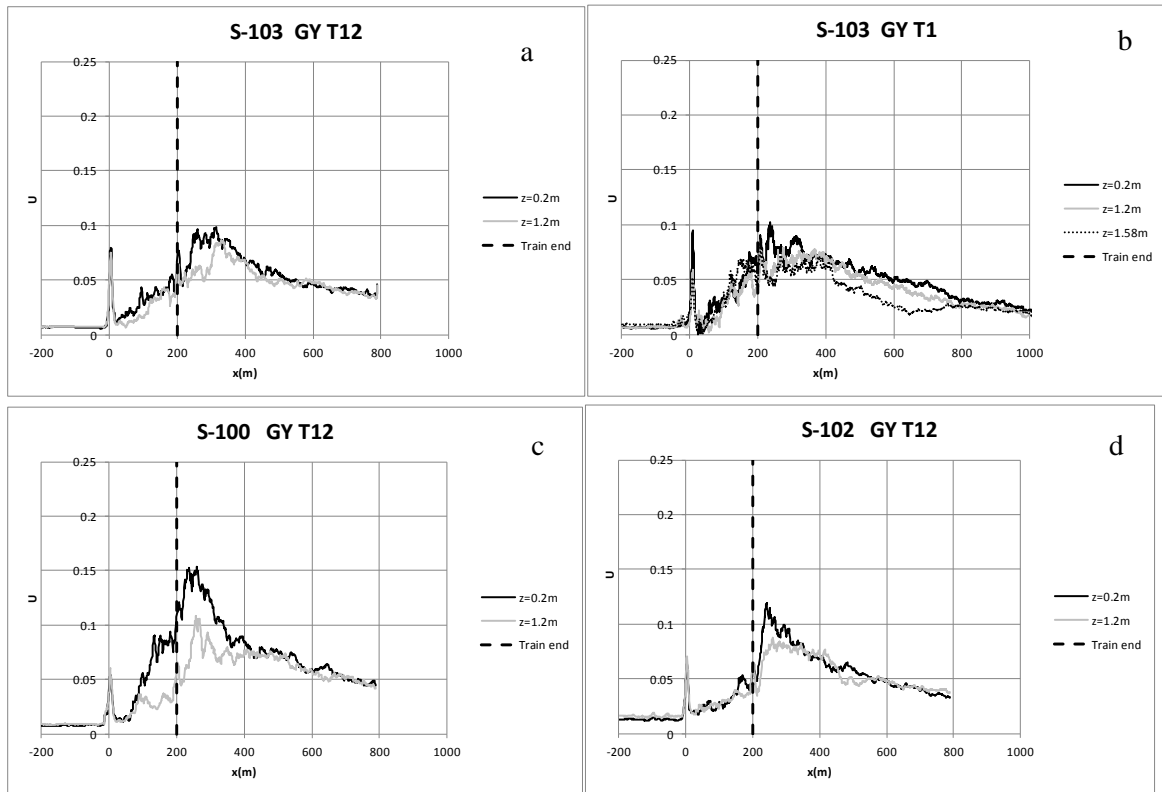 S-103 GY T12
a
0.25
0.2
0.15
U
0.1
0.05
0
-200 0 200 400 600 800 1000
x(m)
z=0.2m
z=1.2m
Train end
S-103 GY T1
b
0.25
0.2
0.15
U
0.1
0.05
0
-200 0 200 400 600 800 1000
x(m)
z=0.2m
z=1.2m
z=1.58m
Train end
S-100 GY T12
c
0.25
0.2
0.15
U
0.1
0.05
0
-200 0 200 400 600 800 1000
x(m)
z=0.2m
z=1.2m
Train end
S-102 GY T12
d
0.25
0.2
0.15
U
0.1
0.05
0
-200 0 200 400 600 800 1000
x(m)
z=0.2m
z=1.2m
Train end